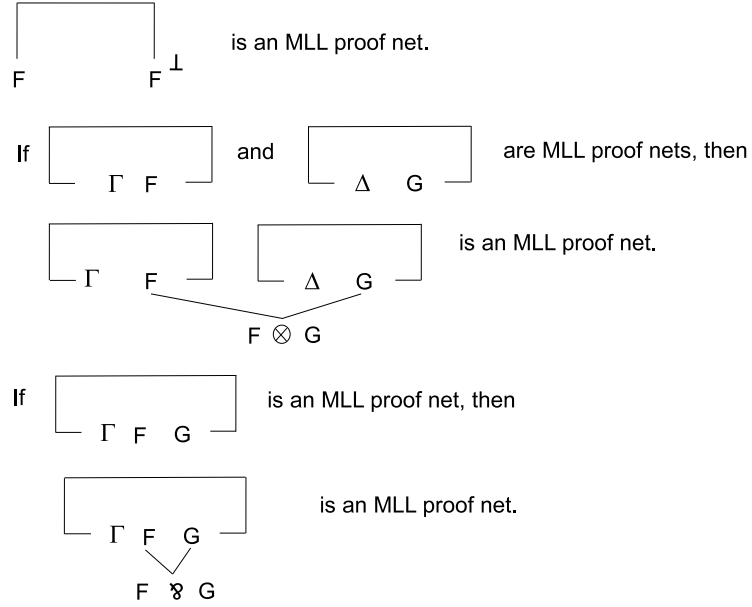 F F⊥ is an MLL proof net.
If Γ F and Δ G are MLL proof nets, then
Γ F Δ G is an MLL proof net.
F ⊗ G
If Γ F G is an MLL proof net, then
Γ F G is an MLL proof net.
F ⅋ G